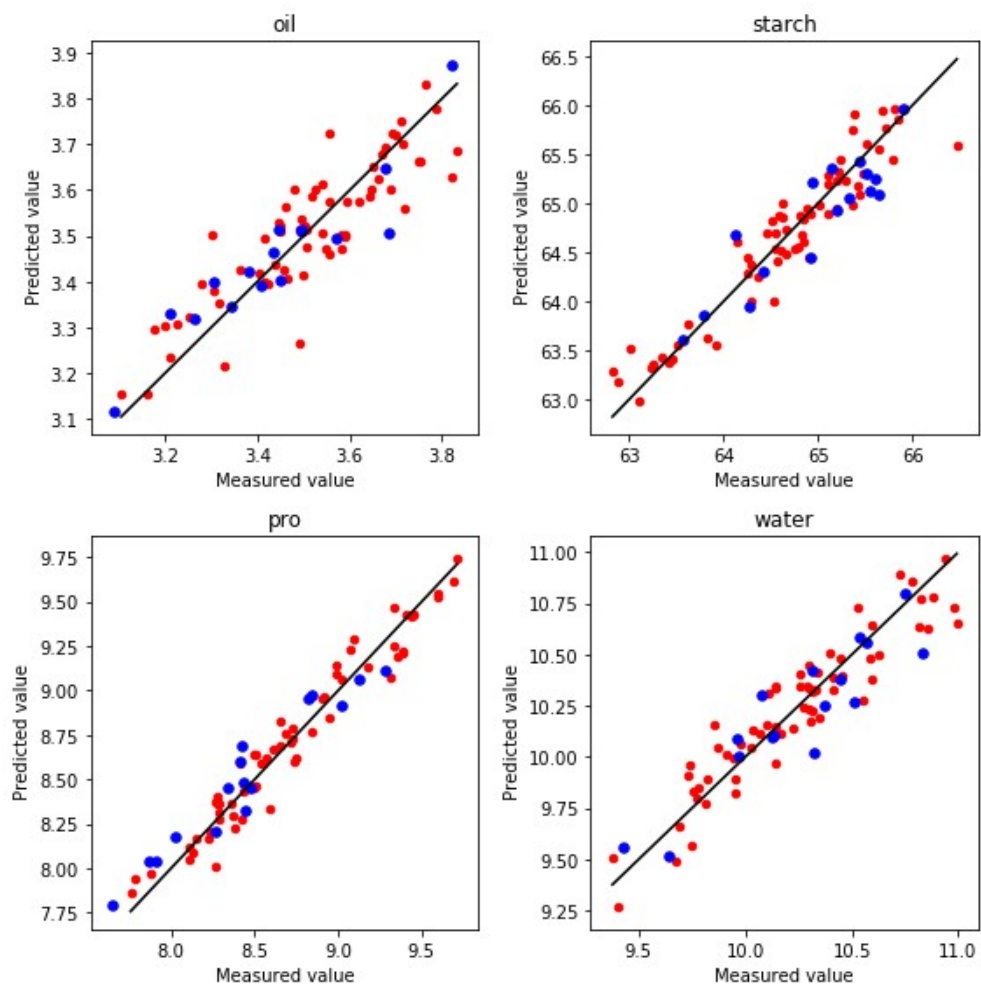 oil
3.9
3.8
3.7
3.6
3.5
3.4
3.3
3.2
3.1
Predicted value
3.2 3.4 3.6 3.8
Measured value
starch
66.5
66.0
65.5
65.0
64.5
64.0
63.5
63.0
Predicted value
63 64 65 66
Measured value
pro
9.75
9.50
9.25
9.00
8.75
8.50
8.25
8.00
7.75
Predicted value
8.0 8.5 9.0 9.5
Measured value
water
11.00
10.75
10.50
10.25
10.00
9.75
9.50
9.25
Predicted value
9.5 10.0 10.5 11.0
Measured value